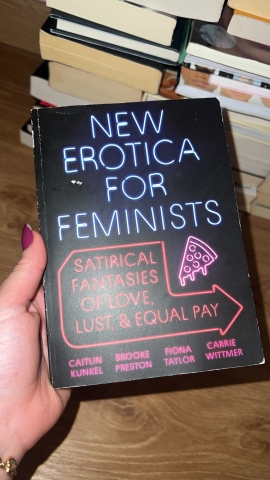 NEW
EROTICA
FOR
FEMINISTS
SATIRICAL
FANTASIES
OF LOVE,
LUST, & EQUAL PAY
CAITLIN KUNKEL
BROOKE PRESTON
FIONA TAYLOR
CARRIE WITTMER